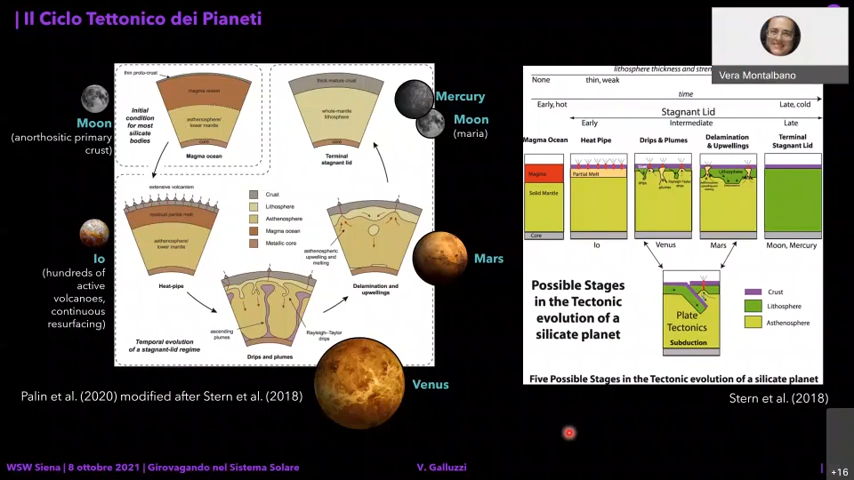 | Il Ciclo Tettonico dei Pianeti
Vera Montalbano
thin proto-crust
magma ocean
asthenosphere/
lower mantle
core
Magma ocean
Initial
condition for
most silicate
bodies
thick mature crust
whole-mantle
lithosphere
core
Terminal
stagnant lid
Moon
(anorthositic primary
crust)
Mercury
Moon
(maria)
extensive volcanism
residual partial melt
asthenosphere/
lower mantle
Heat-pipe
Crust
Lithosphere
Asthenosphere
Magma ocean
Metallic core
asthenospheric
upwelling and
melting
Delamination and
upwellings
Io
(hundreds of
active
volcanoes,
continuous
resurfacing)
Mars
ascending
plumes
Rayleigh–Taylor
drips
Drips and plumes
Temporal evolution
of a stagnant-lid regime
Venus
Palin et al. (2020) modified after Stern et al. (2018)
lithosphere thickness and
None
thin, weak
time
Early, hot
Late, cold
Stagnant Lid
Early
Intermediate
Late
Magma Ocean
Heat Pipe
Drips & Plumes
Delamination
& Upwellings
Terminal
Stagnant Lid
Magma
Solid Mantle
Core
Partial Melt
drips
plumes
Lithosphere
Io
Venus
Mars
Moon, Mercury
Possible Stages
in the Tectonic
evolution of a
silicate planet
Plate
Tectonics
Subduction
Crust
Lithosphere
Asthenosphere
Five Possible Stages in the Tectonic evolution of a silicate planet
Stern et al. (2018)
WSW Siena | 8 ottobre 2021 | Girovagando nel Sistema Solare
V. Galluzzi
|
+16